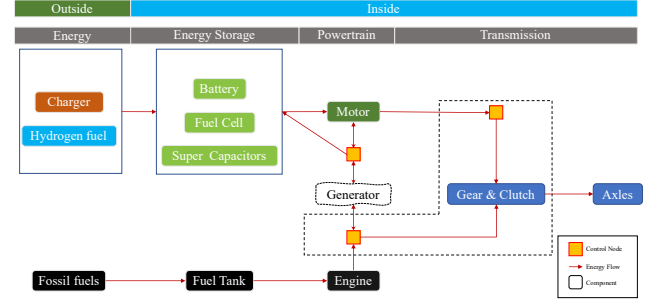 Outside
Inside
Energy
Energy Storage
Powertrain
Transmission
Charger
Hydrogen fuel
Battery
Fuel Cell
Super Capacitors
Motor
Generator
Gear & Clutch
Axles
Fossil fuels
Fuel Tank
Engine
Control Node
Energy Flow
Component